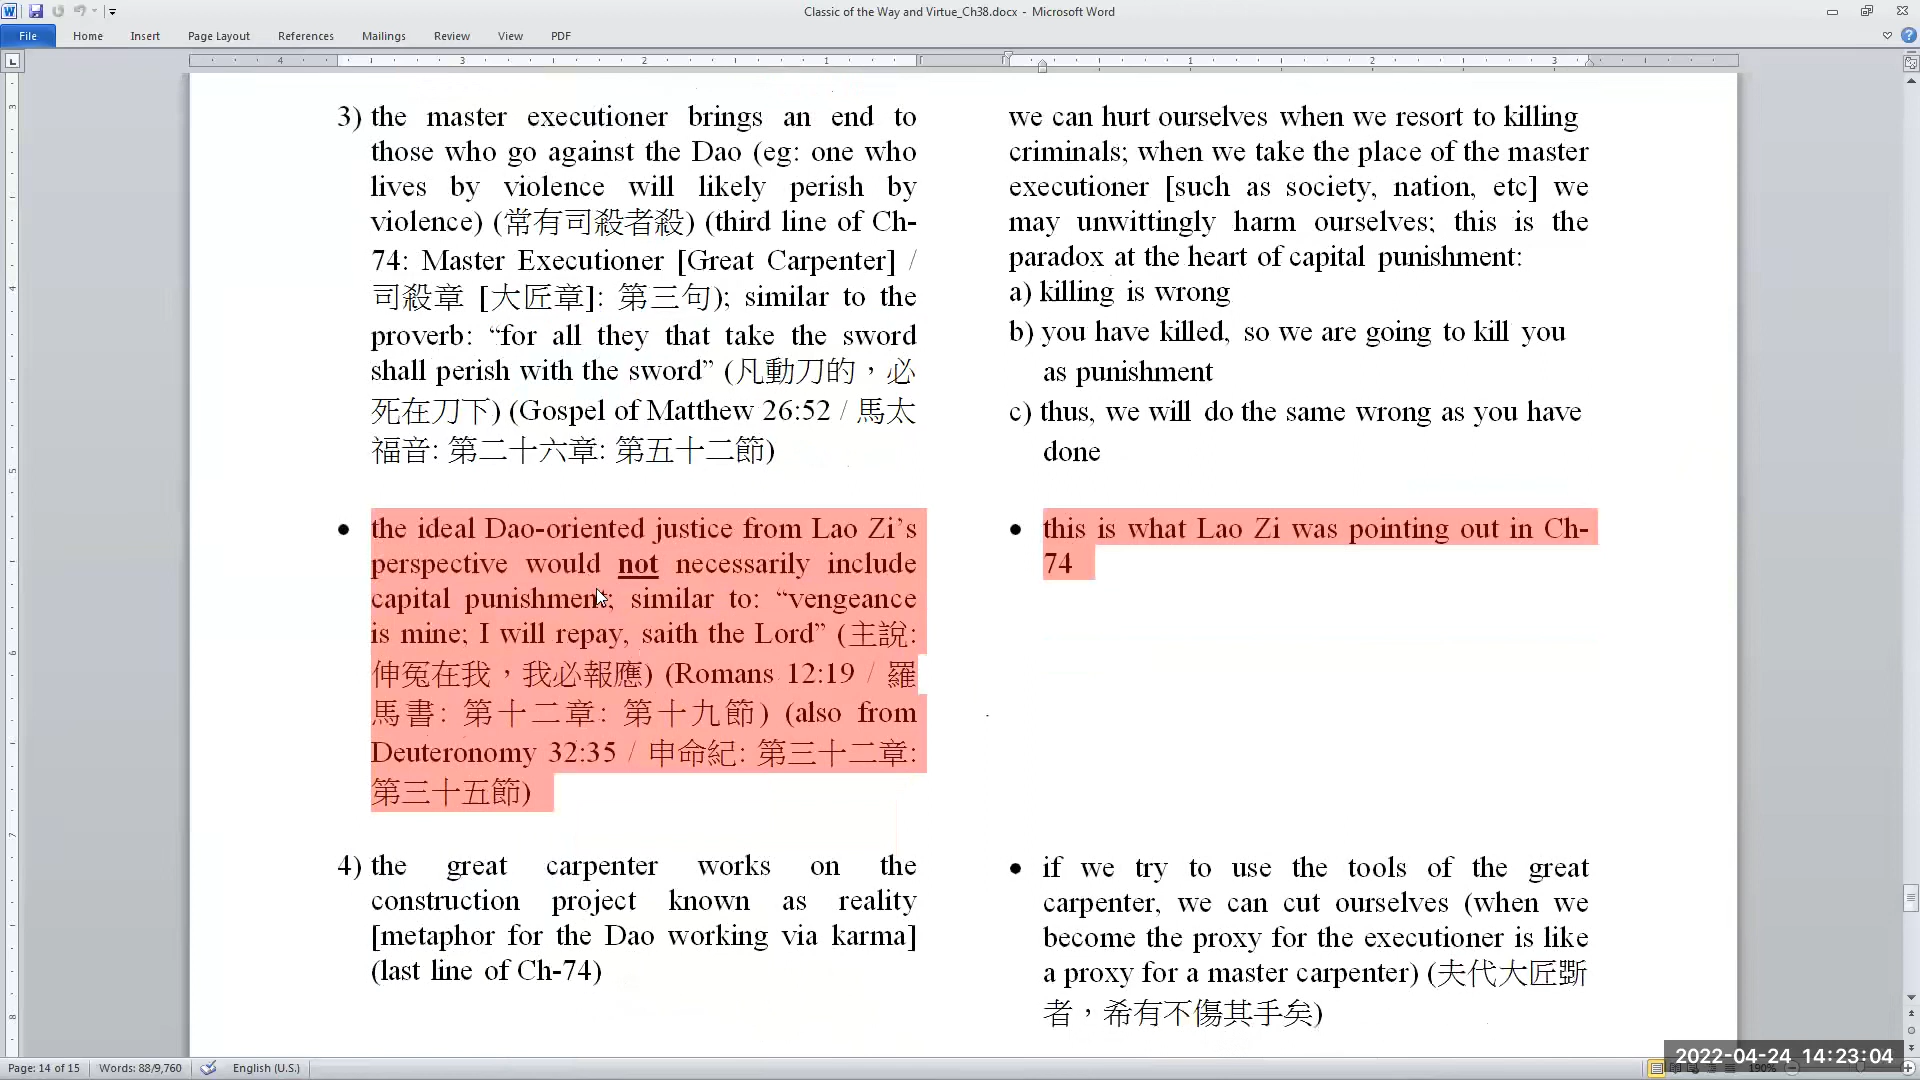 Classic of the Way and Virtue_Ch38.docx - Microsoft Word
File Home Insert Page Layout References Mailings Review View PDF
4 3 2 1 1 2 3
3) the master executioner brings an end to
those who go against the Dao (eg: one who
lives by violence will likely perish by
violence) (常有司殺者殺) (third line of Ch-
74: Master Executioner [Great Carpenter] /
司殺章 [大匠章]: 第三句); similar to the
proverb: “for all they that take the sword
shall perish with the sword” (凡動刀的，必
死在刀下) (Gospel of Matthew 26:52 / 馬太
福音: 第二十六章: 第五十二節)
• the ideal Dao-oriented justice from Lao Zi’s
perspective would not necessarily include
capital punishment; similar to: “vengeance
is mine; I will repay, saith the Lord” (主說:
伸冤在我，我必報應) (Romans 12:19 / 羅
馬書: 第十二章: 第十九節) (also from
Deuteronomy 32:35 / 申命紀: 第三十二章:
第三十五節)
4) the great carpenter works on the
construction project known as reality
[metaphor for the Dao working via karma]
(last line of Ch-74)
we can hurt ourselves when we resort to killing
criminals; when we take the place of the master
executioner [such as society, nation, etc] we
may unwittingly harm ourselves; this is the
paradox at the heart of capital punishment:
a) killing is wrong
b) you have killed, so we are going to kill you
as punishment
c) thus, we will do the same wrong as you have
done
• this is what Lao Zi was pointing out in Ch-
74
• if we try to use the tools of the great
carpenter, we can cut ourselves (when we
become the proxy for the executioner is like
a proxy for a master carpenter) (夫代大匠斲
者，希有不傷其手矣)
Page: 14 of 15 Words: 88/9,760 English (U.S.)
2022-04-24 14:23:04
190%